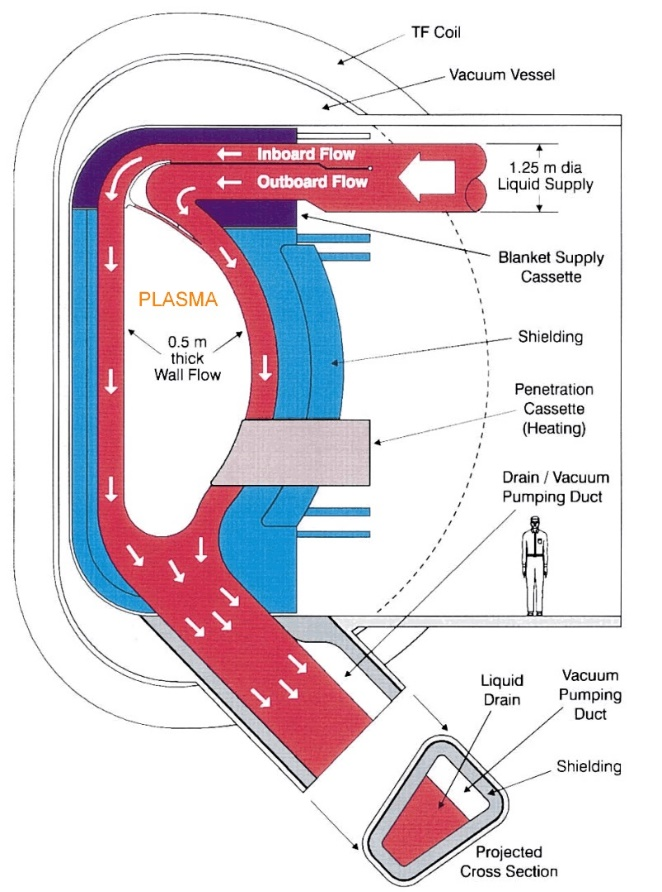 TF Coil
Vacuum Vessel
Inboard Flow
Outboard Flow
1.25 m dia
Liquid Supply
Blanket Supply
Cassette
PLASMA
0.5 m
thick
Wall Flow
Shielding
Penetration
Cassette
(Heating)
Drain / Vacuum
Pumping Duct
Liquid
Drain
Vacuum
Pumping
Duct
Shielding
Projected
Cross Section